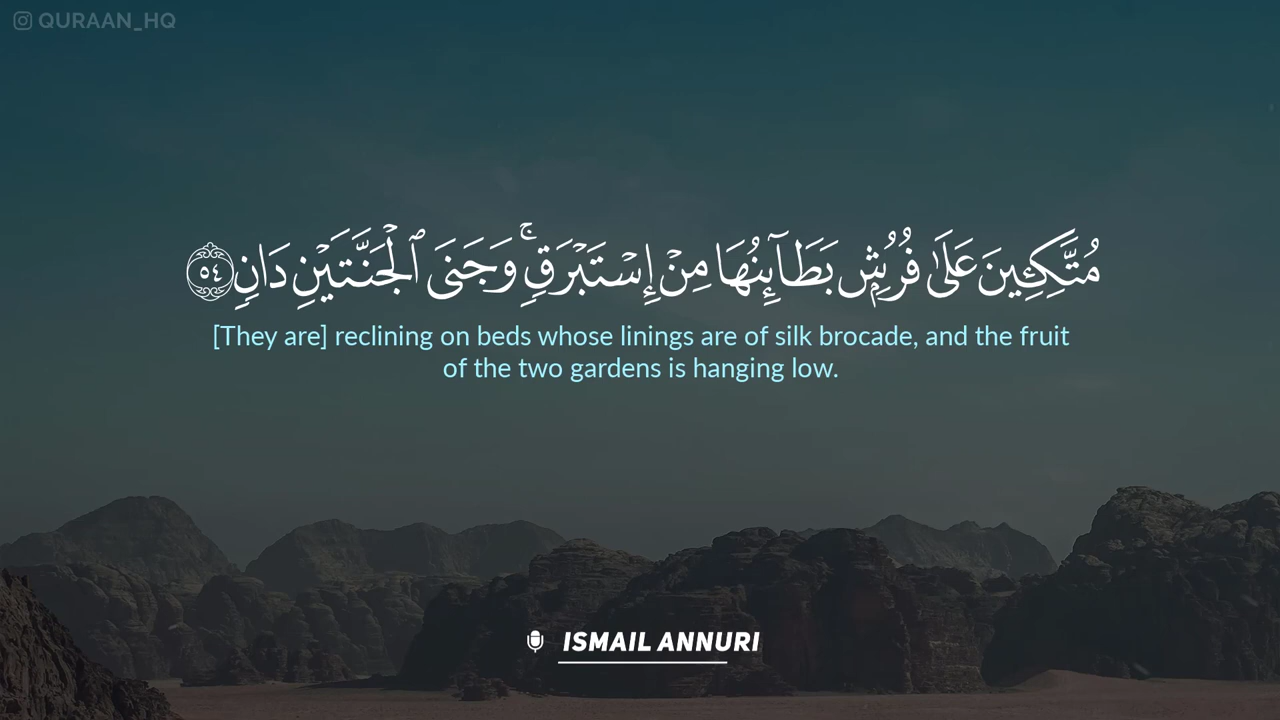 QURAAN_HQ
مُتَّكِـِٔينَ عَلَىٰ فُرُشٍۭ بَطَآئِنُهَا مِنْ إِسْتَبْرَقٍۢ ۚ وَجَنَى ٱلْجَنَّتَيْنِ دَانٍۢ ٥٤
[They are] reclining on beds whose linings are of silk brocade, and the fruit
of the two gardens is hanging low.
ISMAIL ANNURI